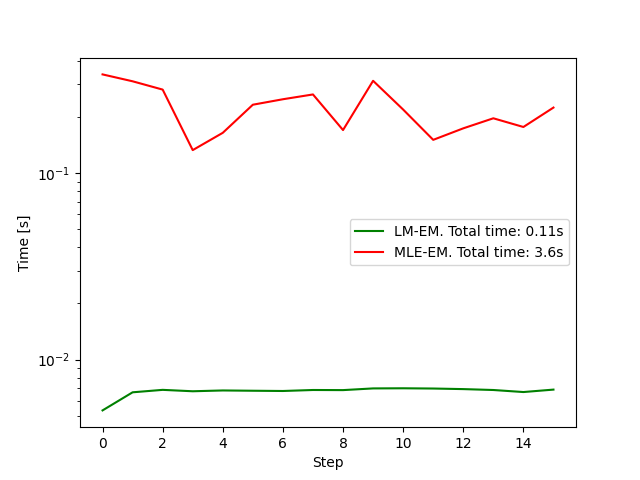 10⁻¹
10⁻²
Time [s]
LM-EM. Total time: 0.11s
MLE-EM. Total time: 3.6s
0 2 4 6 8 10 12 14
Step